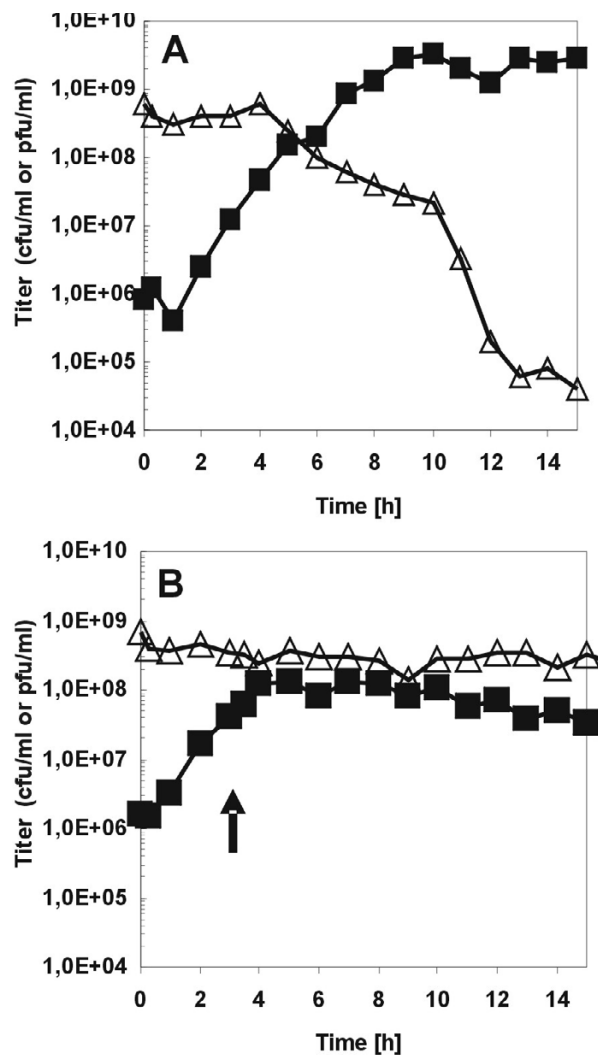 1,0E+10
A
1,0E+09
1,0E+08
1,0E+07
1,0E+06
1,0E+05
1,0E+04
Titer (cfu/ml or pfu/ml)
0 2 4 6 8 10 12 14
Time [h]
1,0E+10
B
1,0E+09
1,0E+08
1,0E+07
1,0E+06
1,0E+05
1,0E+04
Titer (cfu/ml or pfu/ml)
0 2 4 6 8 10 12 14
Time [h]